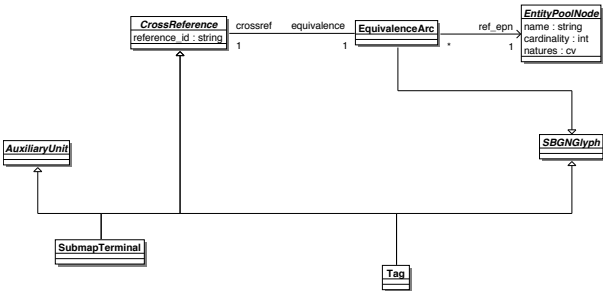 EntityPoolNode
CrossReference crossref equivalence EquivalenceArc ref_epn name : string
reference_id : string cardinality : int
1 1 * 1 natures : cv
AuxiliaryUnit SBGNGlyph
SubmapTerminal
Tag